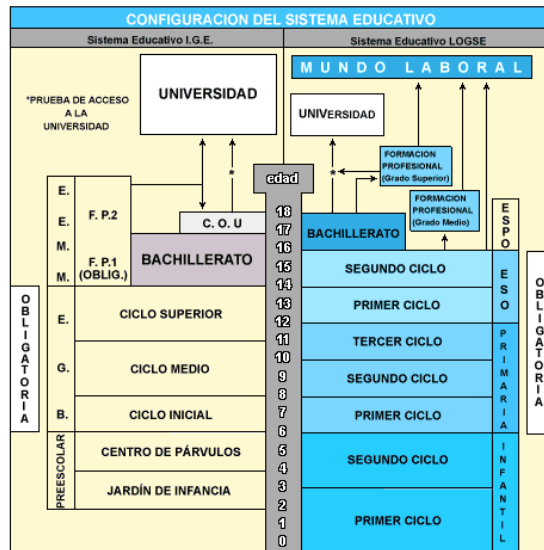 CONFIGURACION DEL SISTEMA EDUCATIVO
Sistema Educativo I.G.E.
Sistema Educativo LOGSE
*PRUEBA DE ACCESO
A LA
UNIVERSIDAD
UNIVERSIDAD
*
E.
E.
M.
M.
F. P.2
F. P.1
(OBLIG.)
C. O. U
BACHILLERATO
OBLIGATORIA
E.
G.
B.
CICLO SUPERIOR
CICLO MEDIO
CICLO INICIAL
PREESCOLAR
CENTRO DE PÁRVULOS
JARDÍN DE INFANCIA
edad
18
17
16
15
14
13
12
11
10
9
8
7
6
5
4
3
2
1
0
MUNDO LABORAL
UNIVERSIDAD
*
FORMACION
PROFESIONAL
(Grado Superior)
FORMACION
PROFESIONAL
(Grado Medio)
BACHILLERATO
SEGUNDO CICLO
PRIMER CICLO
TERCER CICLO
SEGUNDO CICLO
PRIMER CICLO
SEGUNDO CICLO
PRIMER CICLO
ESPO
ESO
PRIMARIA
INFANTIL
OBLIGATORIA